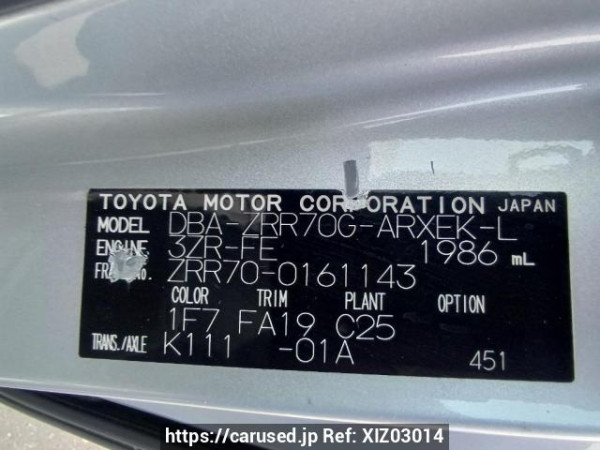 TOYOTA MOTOR CORPORATION JAPAN
MODEL DBA-ZRR70G-ARXEK-L
ENGINE 3ZR-FE 1986 mL
NO. ZRR70-0161143
COLOR TRIM PLANT OPTION
1F7 FA19 C25
TRANS./AXLE K111 -01A 451
https://carused.jp Ref: XIZ03014